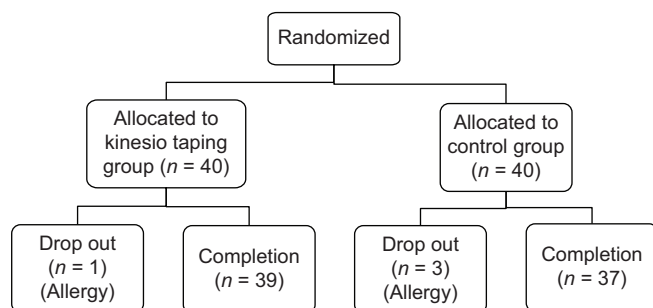 Randomized
Allocated to
kinesio taping
group (n = 40)
Allocated to
control group
(n = 40)
Drop out
(n = 1)
(Allergy)
Completion
(n = 39)
Drop out
(n = 3)
(Allergy)
Completion
(n = 37)